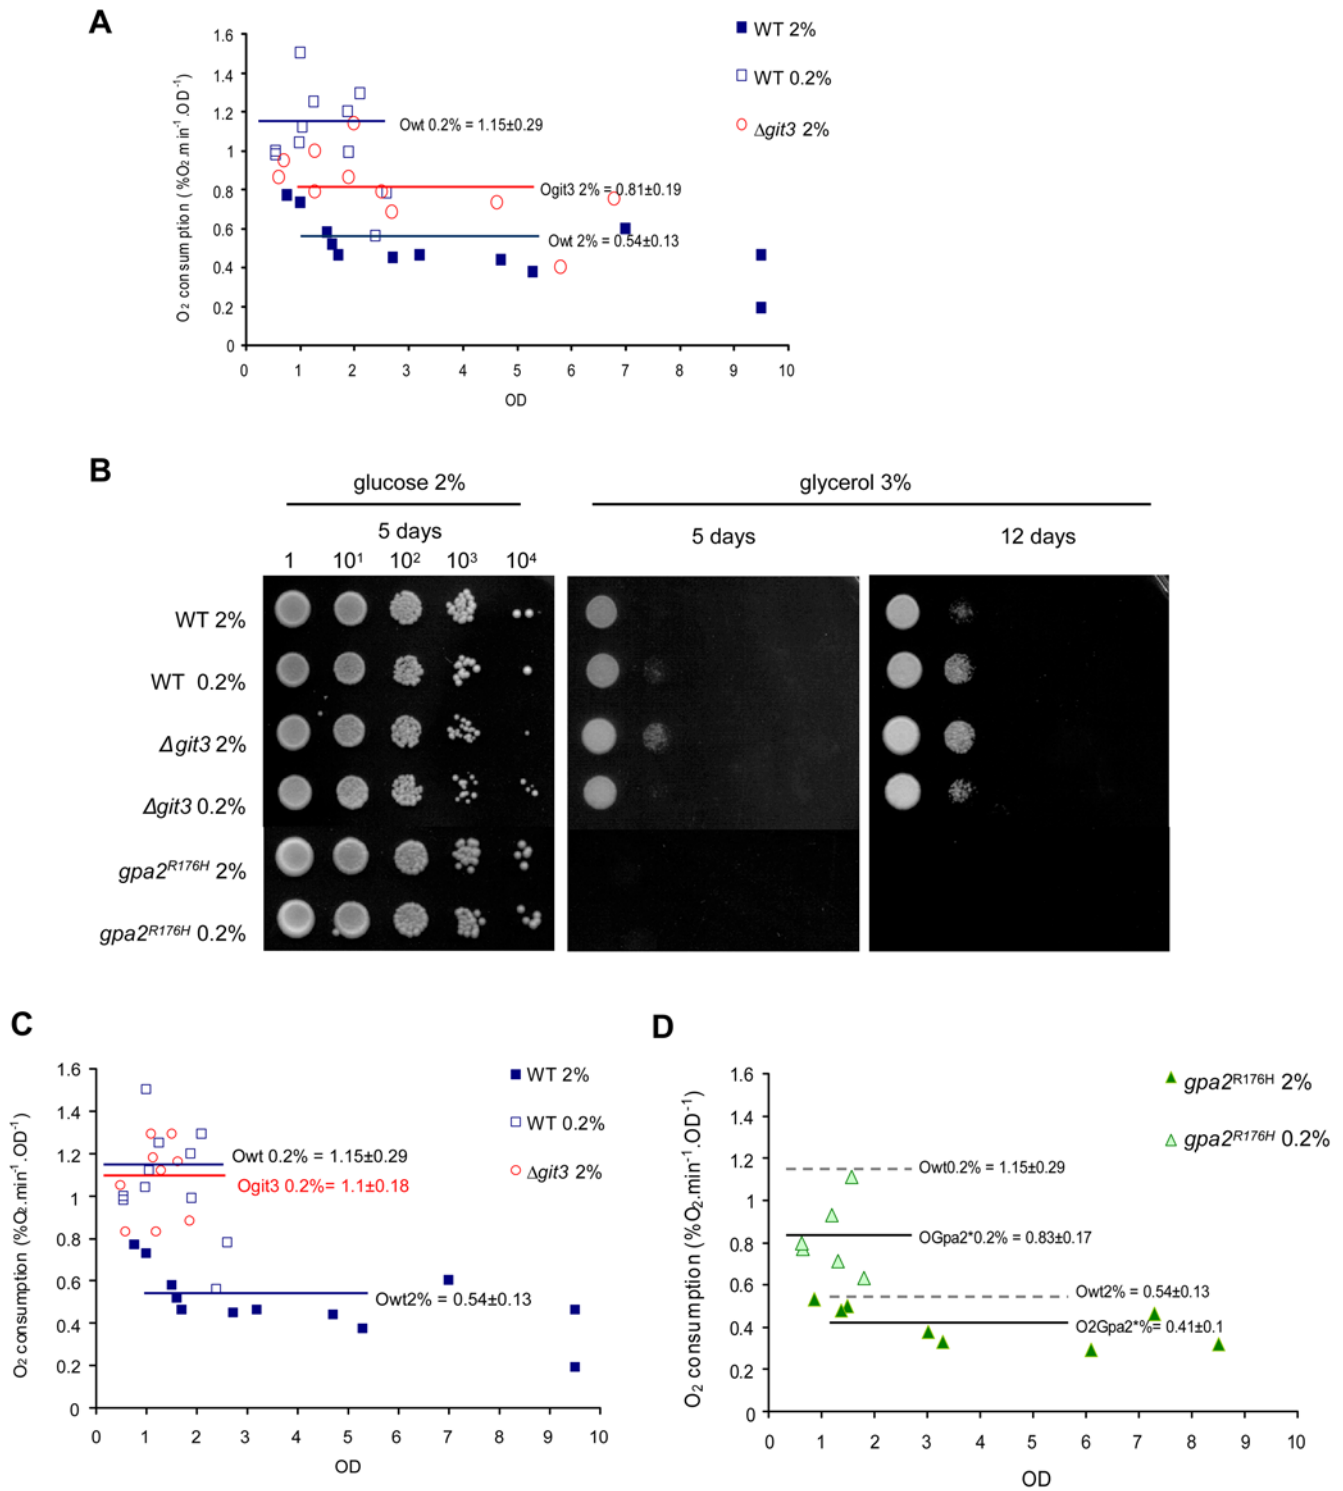 A
WT 2%
WT 0.2%
Δgit3 2%
O₂ consumption (%O₂.min⁻¹.OD⁻¹)
1.6
1.4
1.2
1
0.8
0.6
0.4
0.2
0
Owt 0.2% = 1.15±0.29
Ogit3 2% = 0.81±0.19
Owt 2% = 0.54±0.13
0 1 2 3 4 5 6 7 8 9 10
OD
B
glucose 2% glycerol 3%
5 days 5 days 12 days
1 10¹ 10² 10³ 10⁴
WT 2%
WT 0.2%
Δgit3 2%
Δgit3 0.2%
gpa2ᴿ¹⁷⁶ᴴ 2%
gpa2ᴿ¹⁷⁶ᴴ 0.2%
C
WT 2%
WT 0.2%
Δgit3 2%
O₂ consumption (%O₂.min⁻¹.OD⁻¹)
1.6
1.4
1.2
1
0.8
0.6
0.4
0.2
0
Owt 0.2% = 1.15±0.29
Ogit3 0.2%= 1.1±0.18
Owt2% = 0.54±0.13
0 1 2 3 4 5 6 7 8 9 10
OD
D
gpa2ᴿ¹⁷⁶ᴴ 2%
gpa2ᴿ¹⁷⁶ᴴ 0.2%
O₂ consumption (%O₂.min⁻¹.OD⁻¹)
1.6
1.4
1.2
1
0.8
0.6
0.4
0.2
0
Owt0.2% = 1.15±0.29
OGpa2*0.2% = 0.83±0.17
Owt2% = 0.54±0.13
O2Gpa2*%= 0.41±0.1
0 1 2 3 4 5 6 7 8 9 10
OD